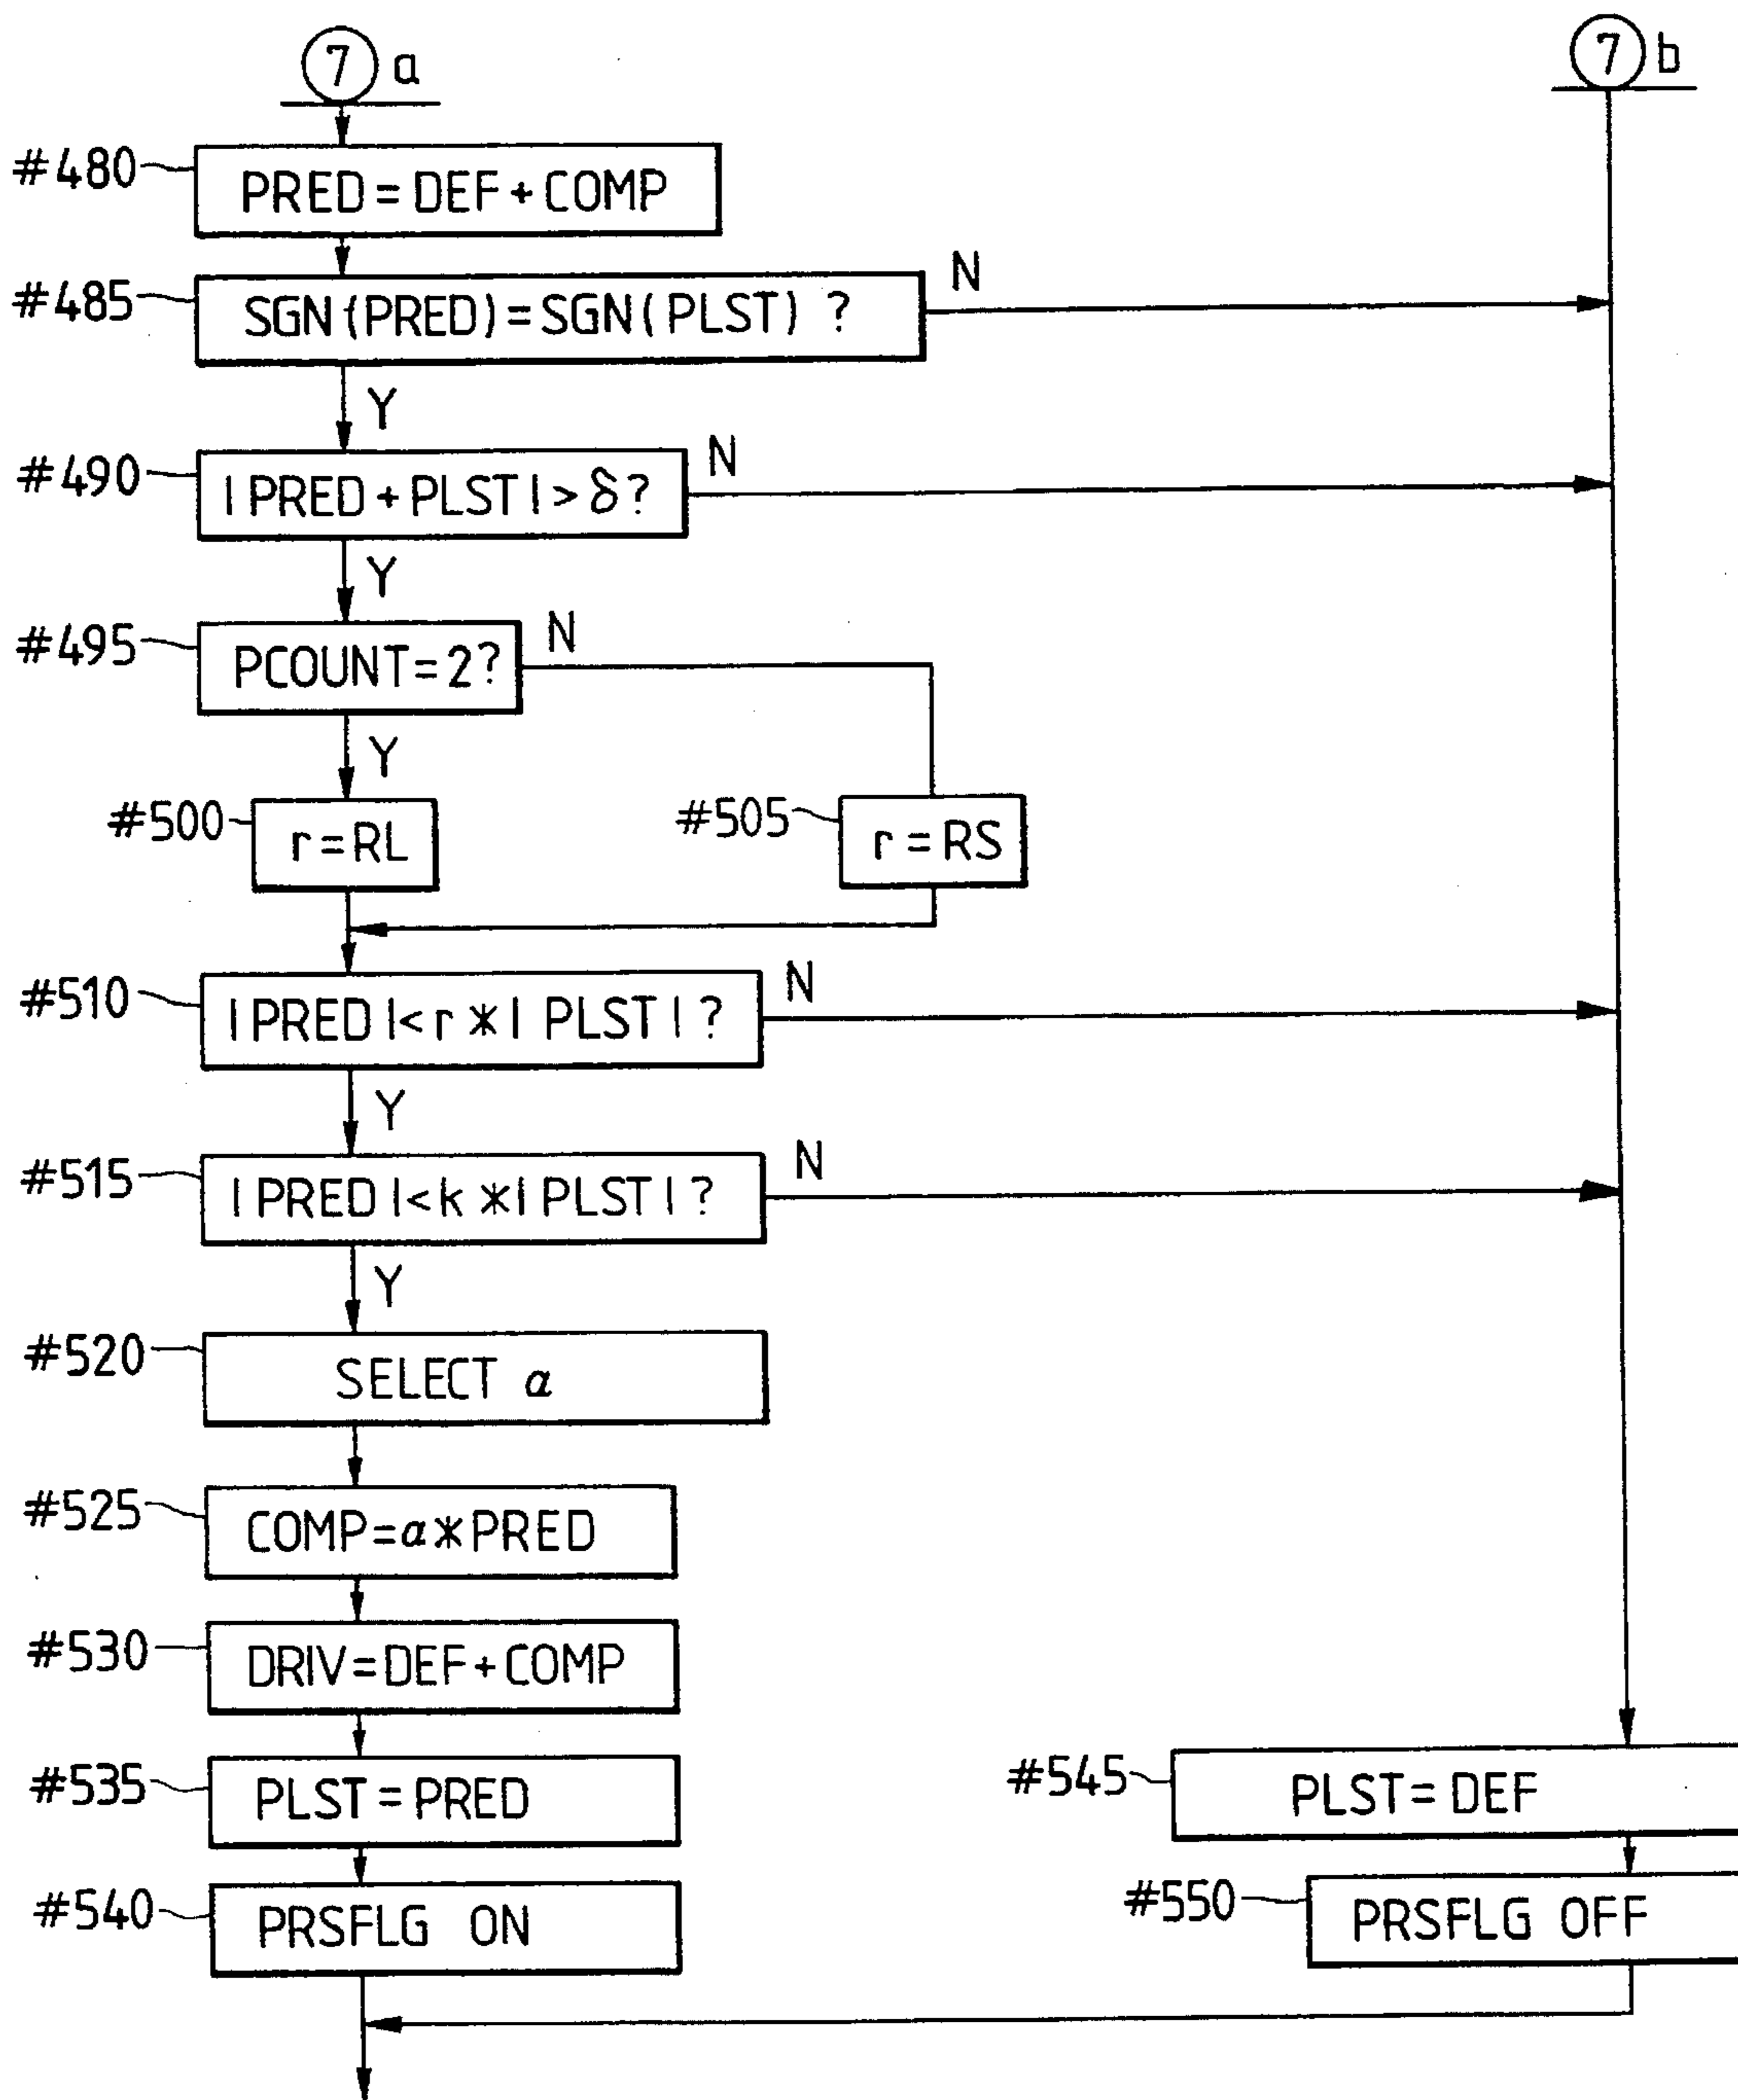 7 a
7 b
#480
PRED = DEF + COMP
#485
SGN (PRED) = SGN ( PLST) ?
N
Y
#490
| PRED + PLST | > δ ?
N
Y
#495
PCOUNT = 2?
N
Y
#500
r = RL
#505
r = RS
#510
| PRED | < r * | PLST | ?
N
Y
#515
| PRED | < k * | PLST | ?
N
Y
#520
SELECT α
#525
COMP = α * PRED
#530
DRIV = DEF + COMP
#535
PLST = PRED
#540
PRSFLG ON
#545
PLST = DEF
#550
PRSFLG OFF